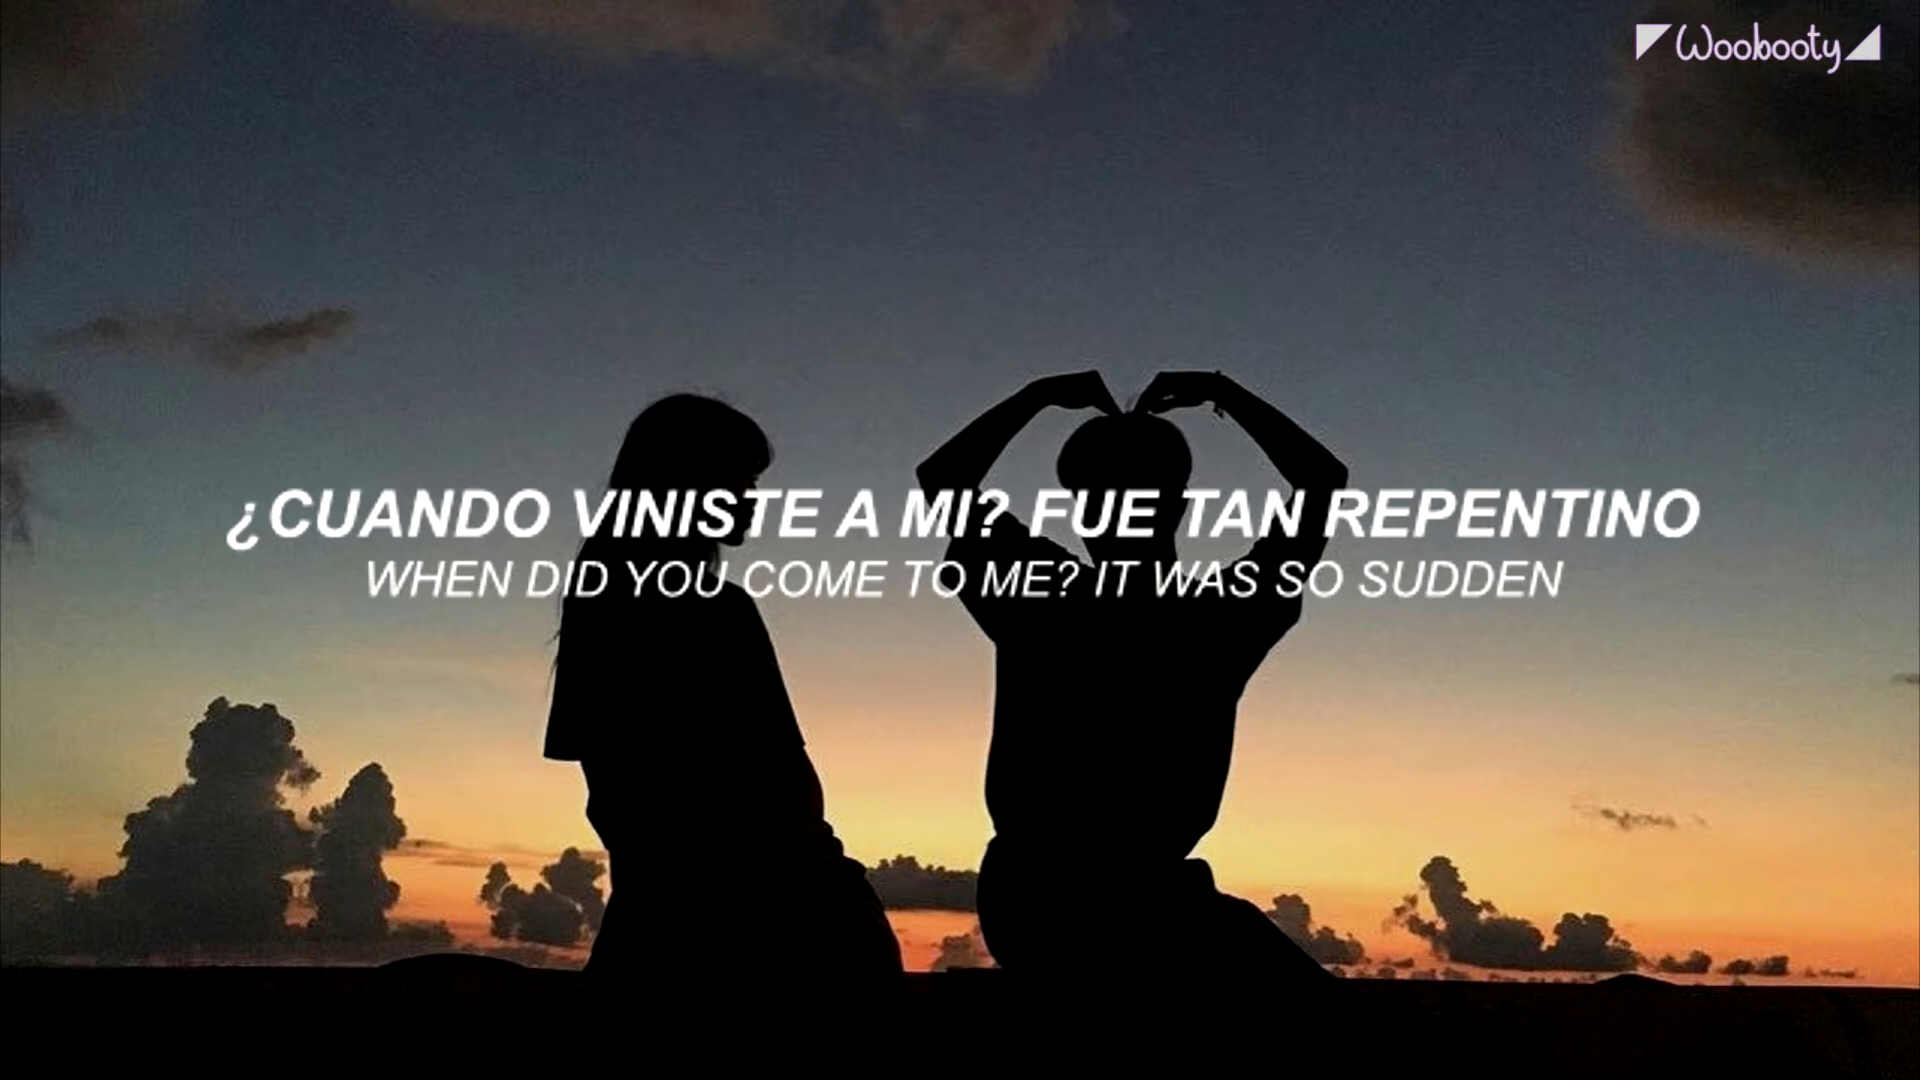 Woobooty
¿CUANDO VINISTE A MI? FUE TAN REPENTINO
WHEN DID YOU COME TO ME? IT WAS SO SUDDEN